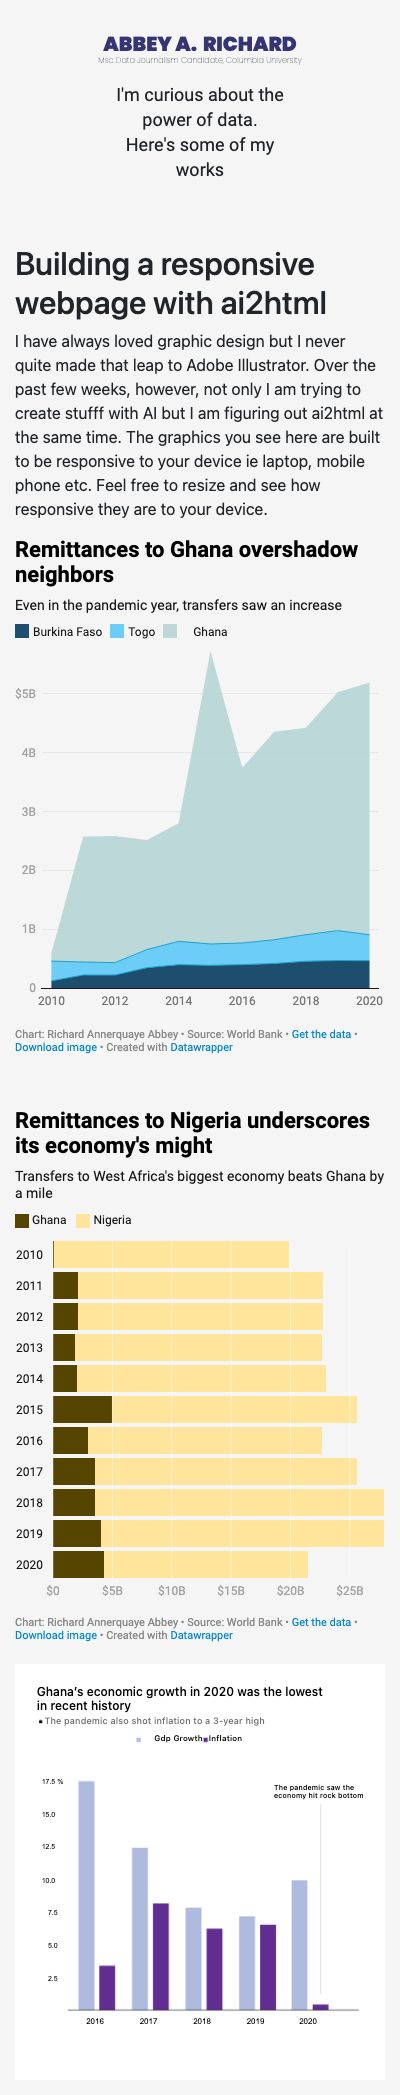 ABBEY A. RICHARD
Msc Data Journalism Candidate, Columbia University
I'm curious about the
power of data.
Here's some of my
works
Building a responsive
webpage with ai2html
I have always loved graphic design but I never
quite made that leap to Adobe Illustrator. Over the
past few weeks, however, not only I am trying to
create stufff with AI but I am figuring out ai2html at
the same time. The graphics you see here are built
to be responsive to your device ie laptop, mobile
phone etc. Feel free to resize and see how
responsive they are to your device.
Remittances to Ghana overshadow
neighbors
Even in the pandemic year, transfers saw an increase
Burkina Faso Togo Ghana
$5B
4B
3B
2B
1B
0
2010 2012 2014 2016 2018 2020
Chart: Richard Annerquaye Abbey • Source: World Bank • Get the data •
Download image • Created with Datawrapper
Remittances to Nigeria underscores
its economy's might
Transfers to West Africa's biggest economy beats Ghana by
a mile
Ghana Nigeria
2010
2011
2012
2013
2014
2015
2016
2017
2018
2019
2020
$0 $5B $10B $15B $20B $25B
Chart: Richard Annerquaye Abbey • Source: World Bank • Get the data •
Download image • Created with Datawrapper
Ghana's economic growth in 2020 was the lowest
in recent history
The pandemic also shot inflation to a 3-year high
Gdp Growth Inflation
The pandemic saw the
economy hit rock bottom
17.5 %
15.0
12.5
10.0
7.5
5.0
2.5
2016 2017 2018 2019 2020